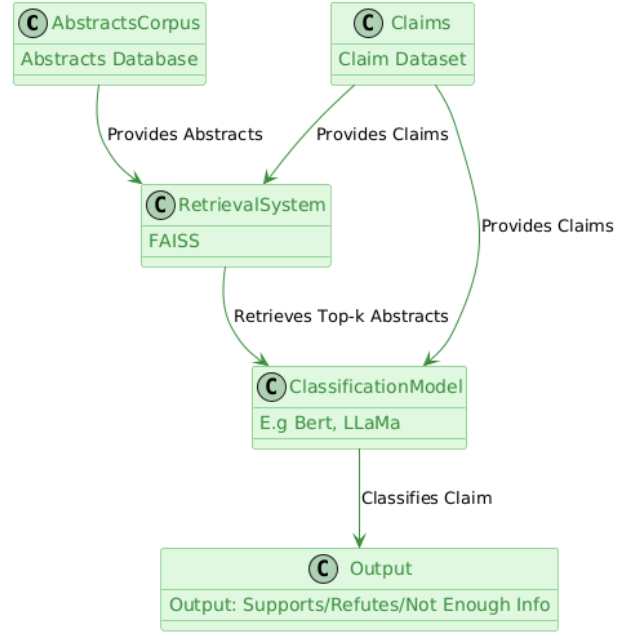 C AbstractsCorpus
Abstracts Database
C Claims
Claim Dataset
Provides Abstracts
Provides Claims
C RetrievalSystem
FAISS
Provides Claims
Retrieves Top-k Abstracts
C ClassificationModel
E.g Bert, LLaMa
Classifies Claim
C Output
Output: Supports/Refutes/Not Enough Info